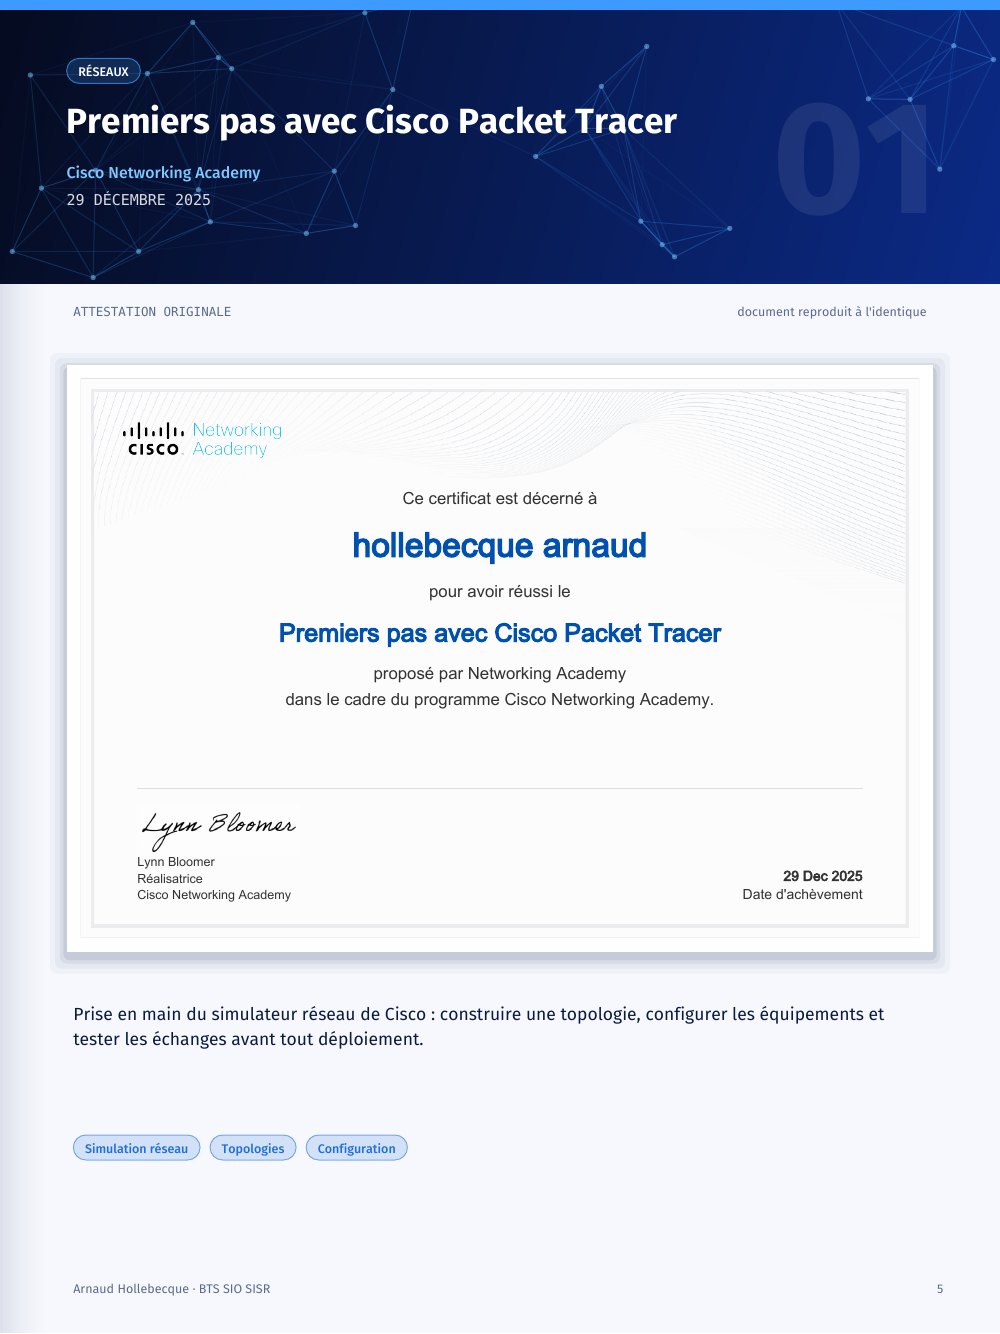 RÉSEAUX
01
Premiers pas avec Cisco Packet Tracer
Cisco Networking Academy
29 DÉCEMBRE 2025
ATTESTATION ORIGINALE
document reproduit à l'identique
CISCO Networking Academy
Ce certificat est décerné à
hollebecque arnaud
pour avoir réussi le
Premiers pas avec Cisco Packet Tracer
proposé par Networking Academy
dans le cadre du programme Cisco Networking Academy.
Lynn Bloomer
Lynn Bloomer
Réalisatrice
Cisco Networking Academy
29 Dec 2025
Date d'achèvement
Prise en main du simulateur réseau de Cisco : construire une topologie, configurer les équipements et
tester les échanges avant tout déploiement.
Simulation réseau
Topologies
Configuration
Arnaud Hollebecque · BTS SIO SISR
5